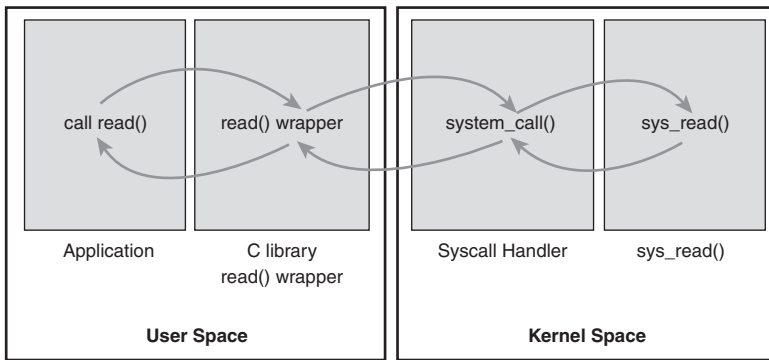 call read()
read() wrapper
system_call()
sys_read()
Application
C library
read() wrapper
Syscall Handler
sys_read()
User Space
Kernel Space